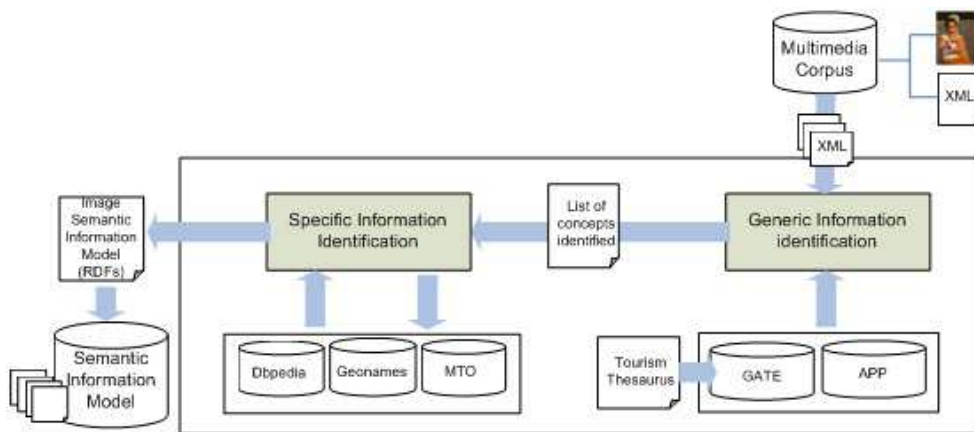 Multimedia
Corpus
XML
XML
Image
Semantic
Information
Model
(RDFs)
Specific Information
Identification
List of
concepts
identified
Generic Information
identification
Semantic
Information
Model
Dbpedia
Geonames
MTO
Tourism
Thesaurus
GATE
APP